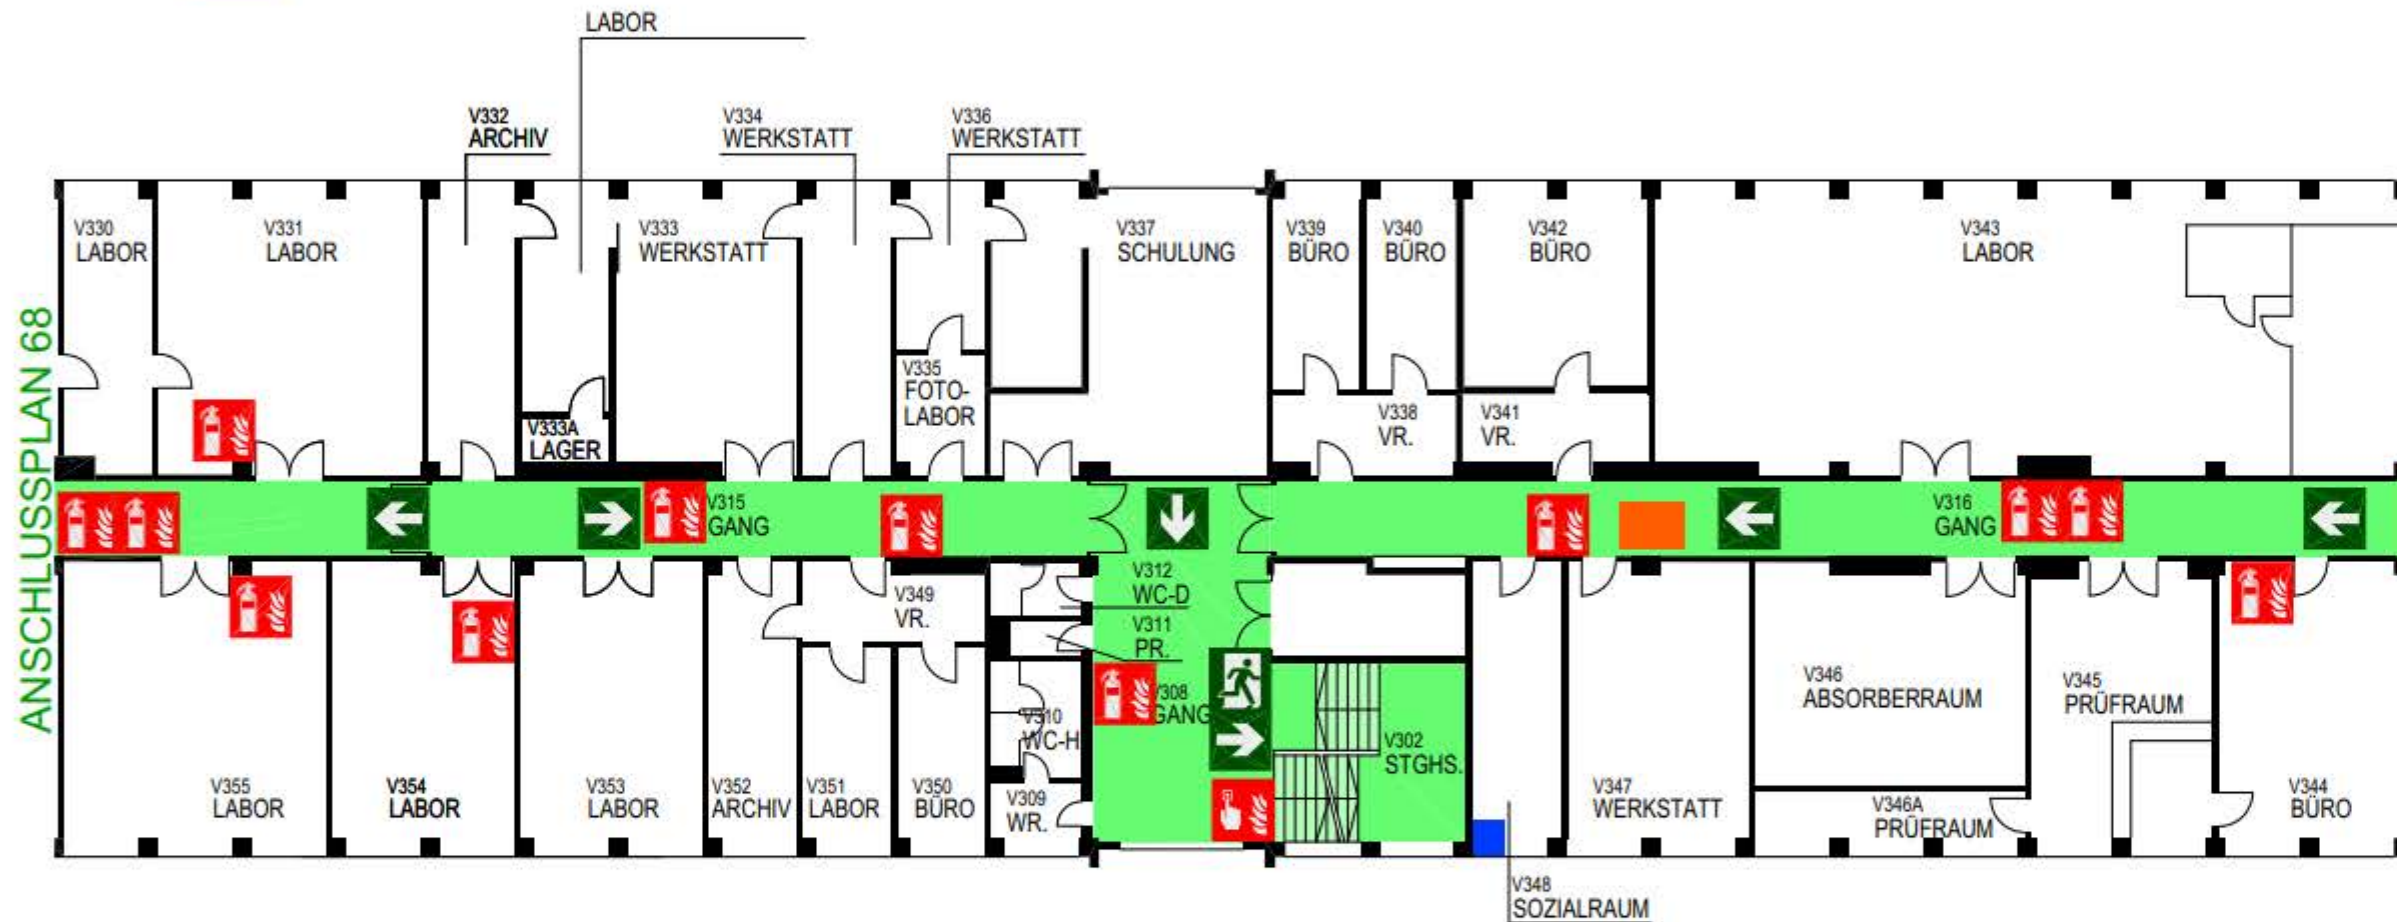 LABOR
V332
ARCHIV
V334
WERKSTATT
V336
WERKSTATT
V330
LABOR
V331
LABOR
V333
WERKSTATT
V337
SCHULUNG
V339
BÜRO
V340
BÜRO
V342
BÜRO
V343
LABOR
ANSCHLUSSPLAN 68
V335
FOTO-
LABOR
V333A
LAGER
V338
VR.
V341
VR.
V315
GANG
V316
GANG
V349
VR.
V312
WC-D
V311
PR.
V308
GANG
V310
WC-H
V302
STGHS.
V346
ABSORBERRAUM
V345
PRÜFRAUM
V355
LABOR
V354
LABOR
V353
LABOR
V352
ARCHIV
V351
LABOR
V350
BÜRO
V309
WR.
V347
WERKSTATT
V346A
PRÜFRAUM
V344
BÜRO
V348
SOZIALRAUM